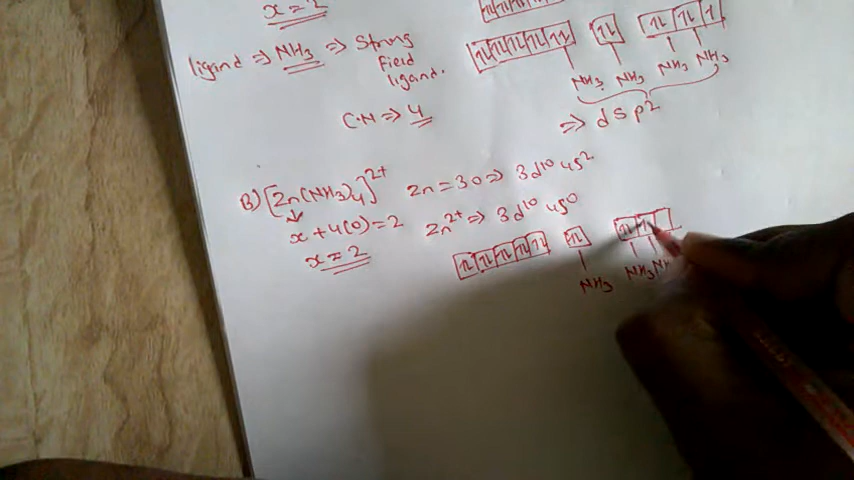 x = 2
ligand => NH3 => Strong
Field
ligand.
NH3 NH3 NH3 NH3
C.N => 4
=> dsp2
B) [Zn(NH3)4]2+ Zn = 30 => 3d10 4s2
x + 4(0) = 2 Zn2+ => 3d10 4s0
x = 2
NH3 NH3